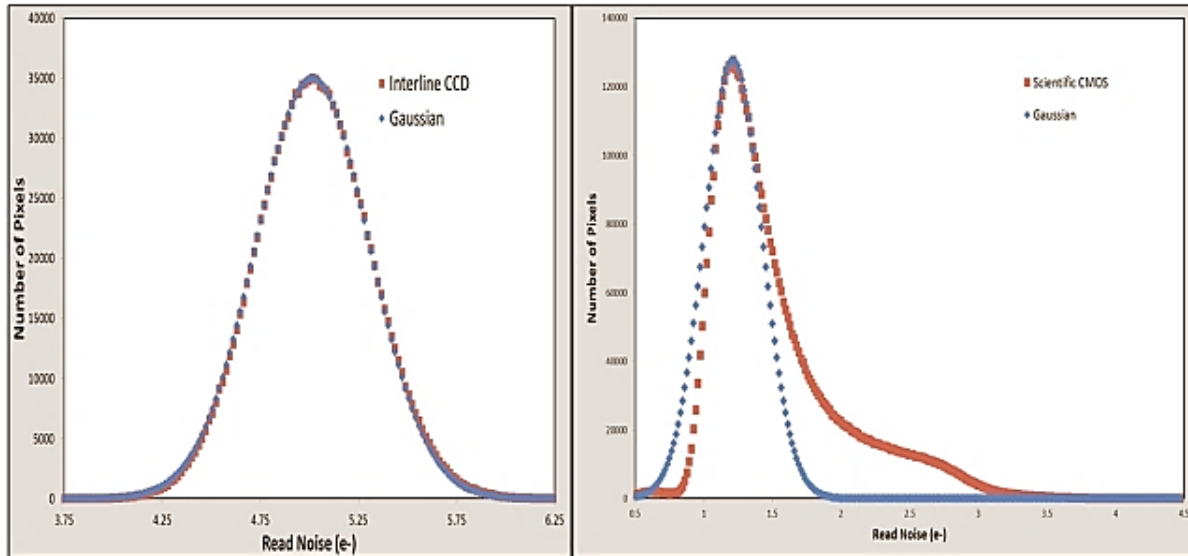 40000
35000
30000
25000
20000
15000
10000
5000
0
Number of Pixels
Interline CCD
Gaussian
3.75 4.25 4.75 5.25 5.75 6.25
Read Noise (e-)
140000
120000
100000
80000
60000
40000
20000
0
Number of Pixels
Scientific CMOS
Gaussian
0.5 1 1.5 2 2.5 3 3.5 4 4.5
Read Noise (e-)